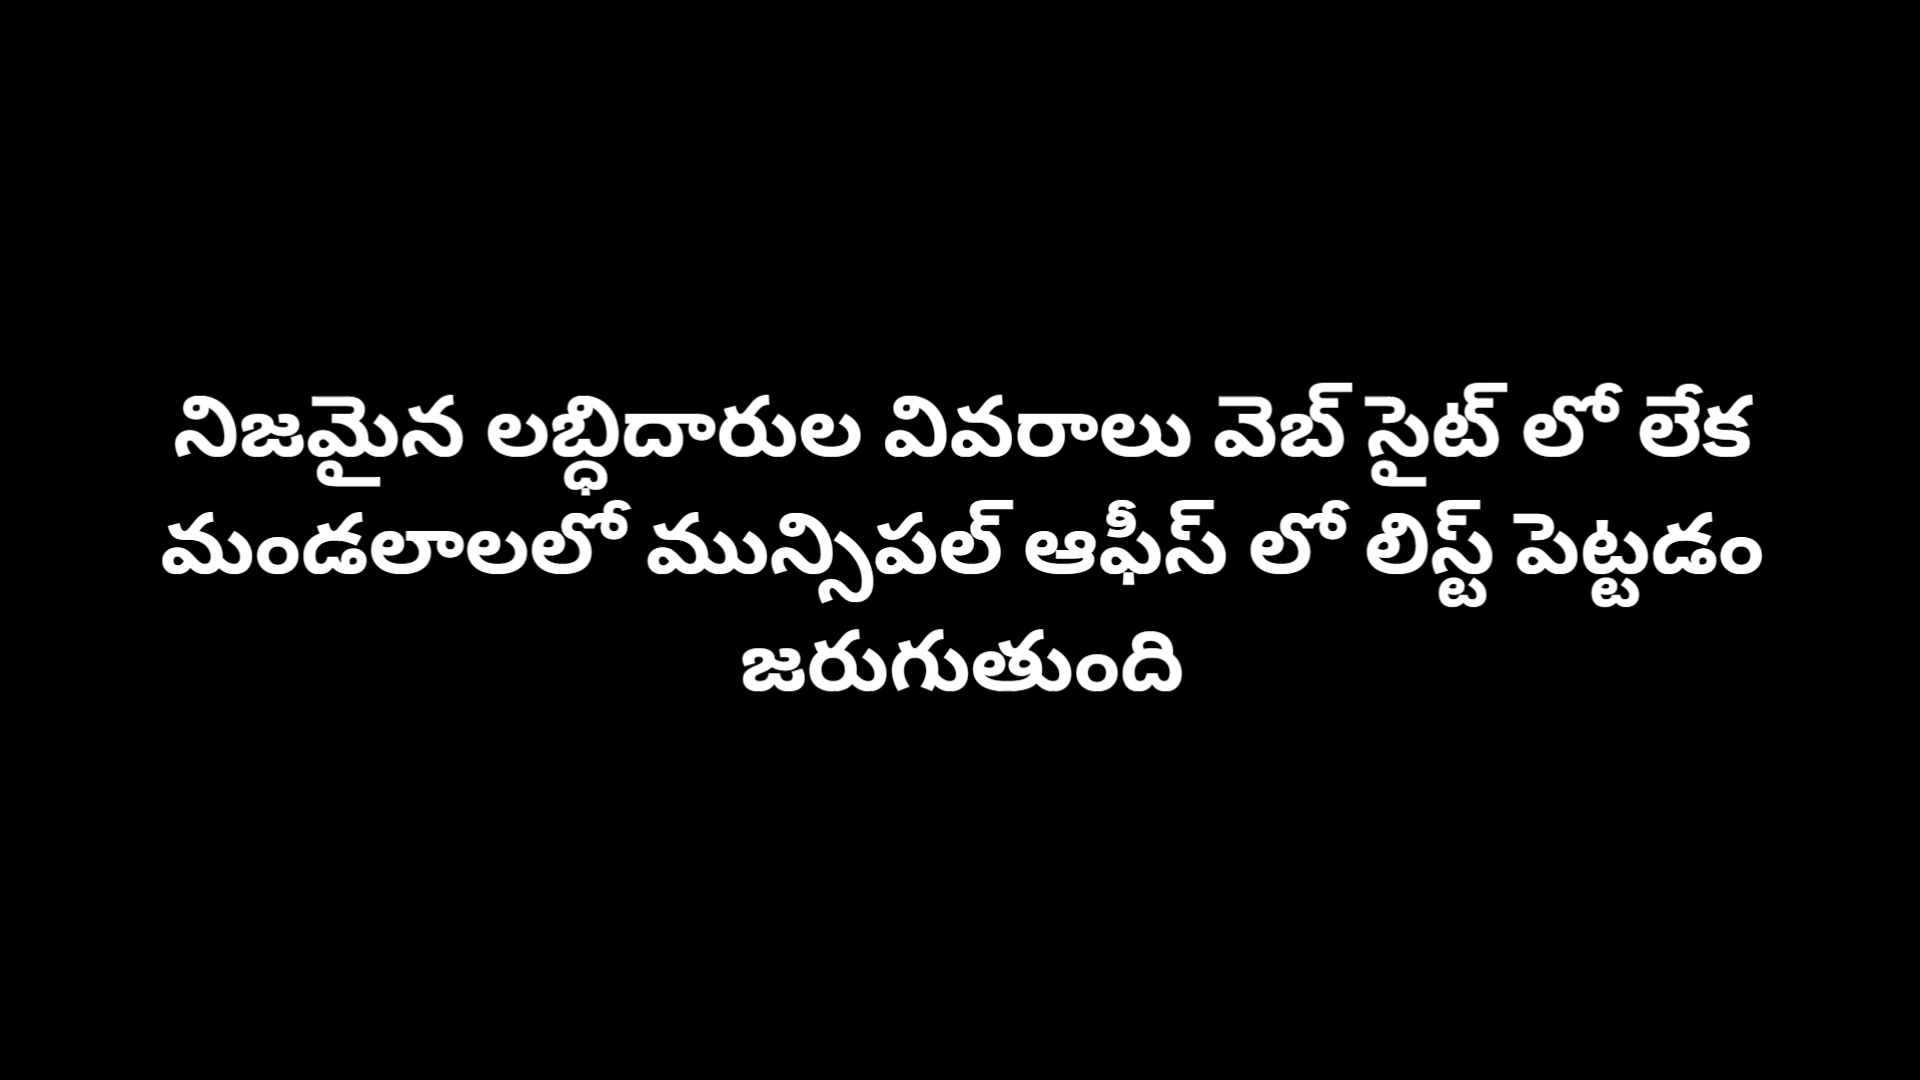 నిజమైన లబ్ధిదారుల వివరాలు వెబ్ సైట్ లో లేక
మండలాలలో మున్సిపల్ ఆఫీస్ లో లిస్ట్ పెట్టడం
జరుగుతుంది